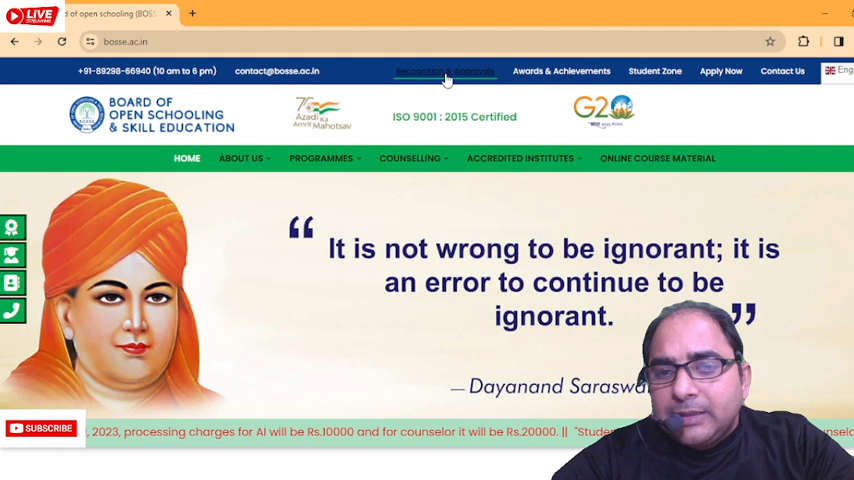 LIVE
STREAMING
d of open schooling (BOS
bosse.ac.in
+91-89298-66940 (10 am to 6 pm) contact@bosse.ac.in Recognition & Approvals Awards & Achievements Student Zone Apply Now Contact Us Eng
BOARD OF
OPEN SCHOOLING
& SKILL EDUCATION
75
Azadi Ka
Amrit Mahotsav
ISO 9001 : 2015 Certified
G20
HOME ABOUT US PROGRAMMES COUNSELLING ACCREDITED INSTITUTES ONLINE COURSE MATERIAL
“ It is not wrong to be ignorant; it is
an error to continue to be
ignorant. ”
— Dayanand Saraswa
SUBSCRIBE
, 2023, processing charges for AI will be Rs.10000 and for counselor it will be Rs.20000. || "Stude